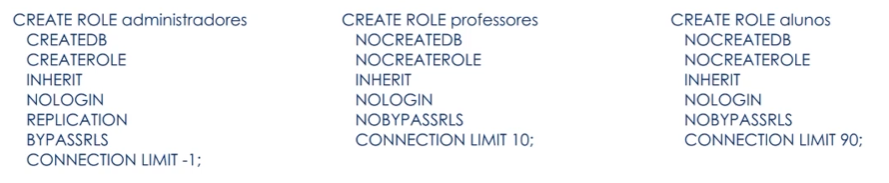 CREATE ROLE administradores
CREATEDB
CREATEROLE
INHERIT
NOLOGIN
REPLICATION
BYPASSRLS
CONNECTION LIMIT -1;
CREATE ROLE professores
NOCREATEDB
NOCREATEROLE
INHERIT
NOLOGIN
NOBYPASSRLS
CONNECTION LIMIT 10;
CREATE ROLE alunos
NOCREATEDB
NOCREATEROLE
INHERIT
NOLOGIN
NOBYPASSRLS
CONNECTION LIMIT 90;